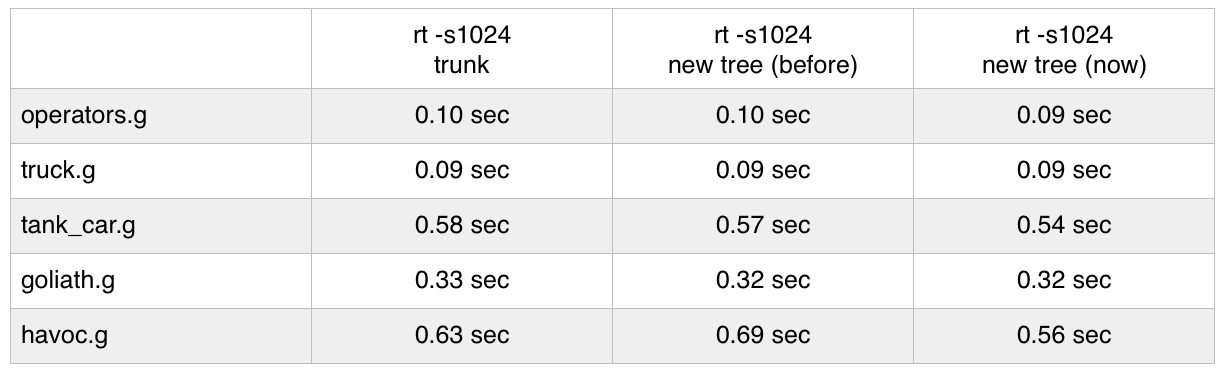 rt -s1024 trunk
rt -s1024 new tree (before)
rt -s1024 new tree (now)
operators.g 0.10 sec 0.10 sec 0.09 sec
truck.g 0.09 sec 0.09 sec 0.09 sec
tank_car.g 0.58 sec 0.57 sec 0.54 sec
goliath.g 0.33 sec 0.32 sec 0.32 sec
havoc.g 0.63 sec 0.69 sec 0.56 sec